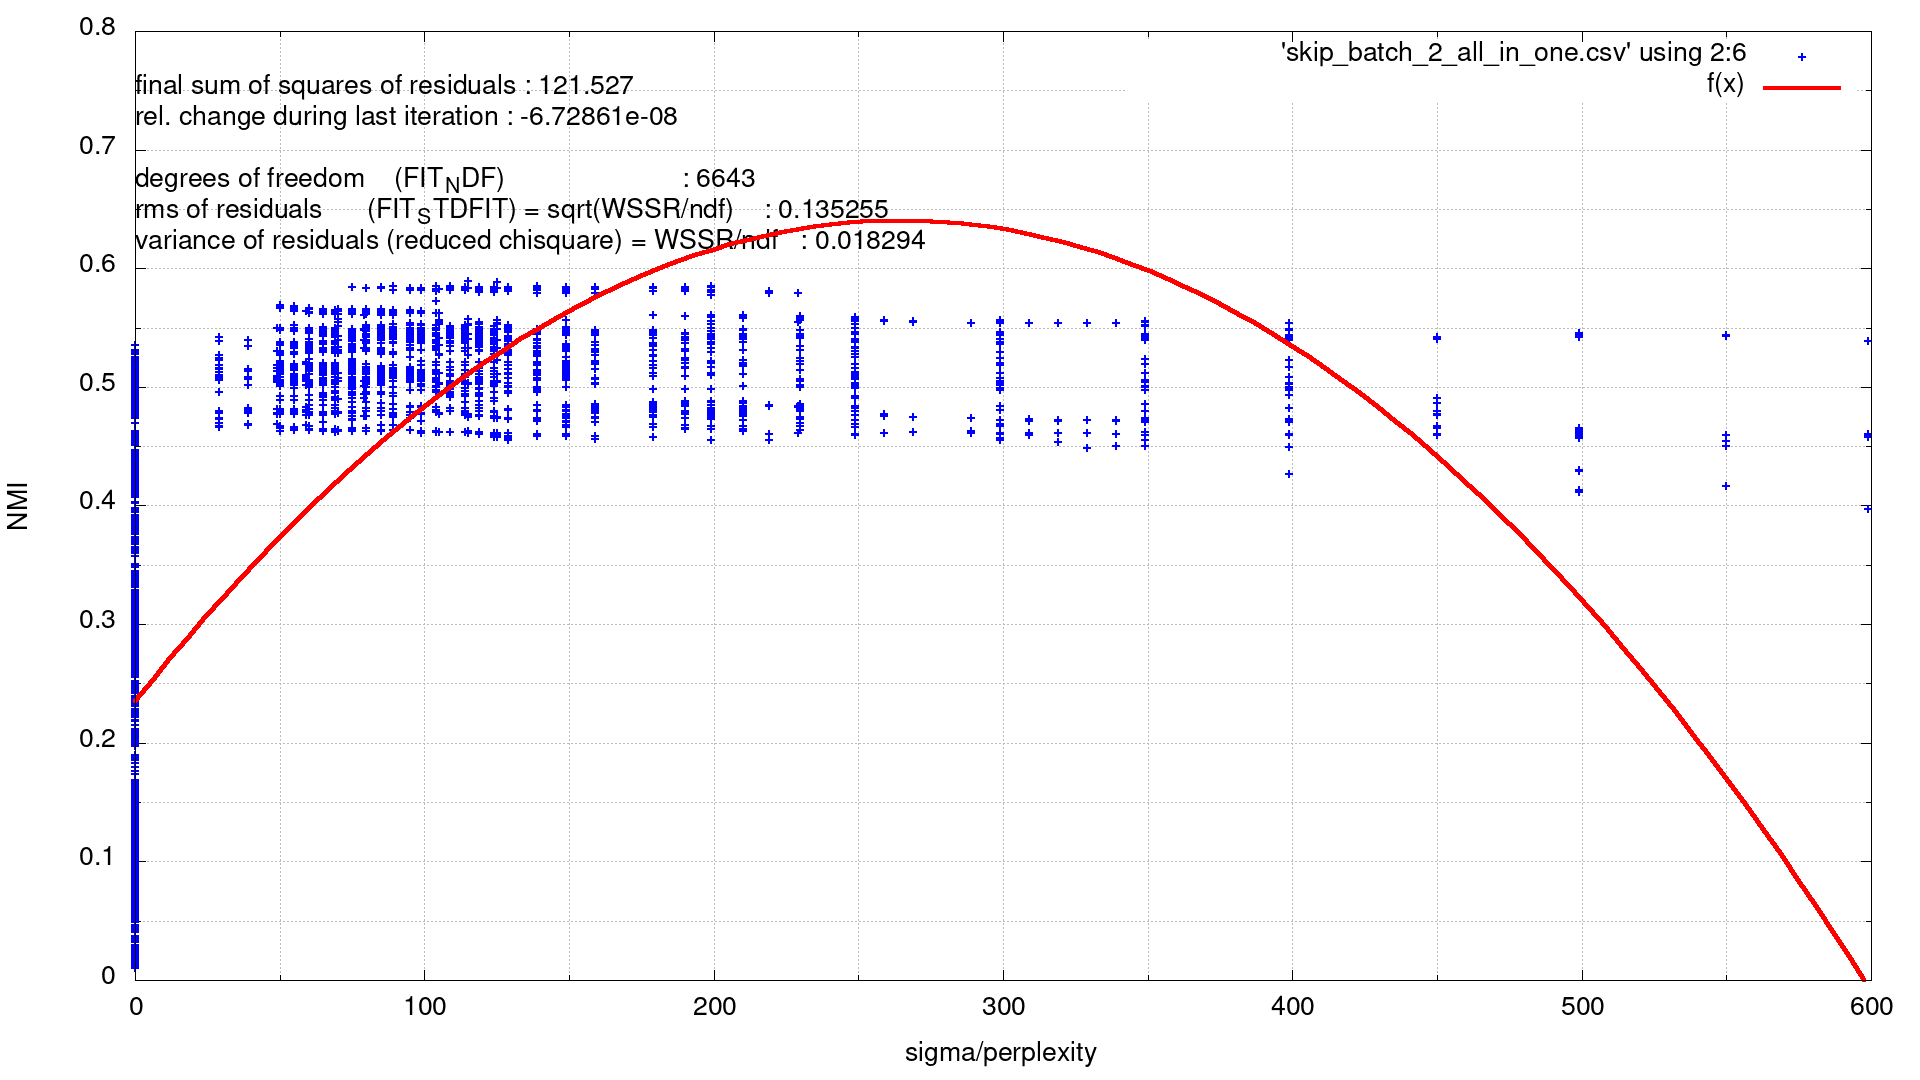 'skip_batch_2_all_in_one.csv' using 2:6
f(x)
final sum of squares of residuals : 121.527
rel. change during last iteration : -6.72861e-08
degrees of freedom (FIT_NDF) : 6643
rms of residuals (FIT_STDFIT) = sqrt(WSSR/ndf) : 0.135255
variance of residuals (reduced chisquare) = WSSR/ndf : 0.018294
0.8
0.7
0.6
0.5
0.4
0.3
0.2
0.1
0
NMI
0 100 200 300 400 500 600
sigma/perplexity